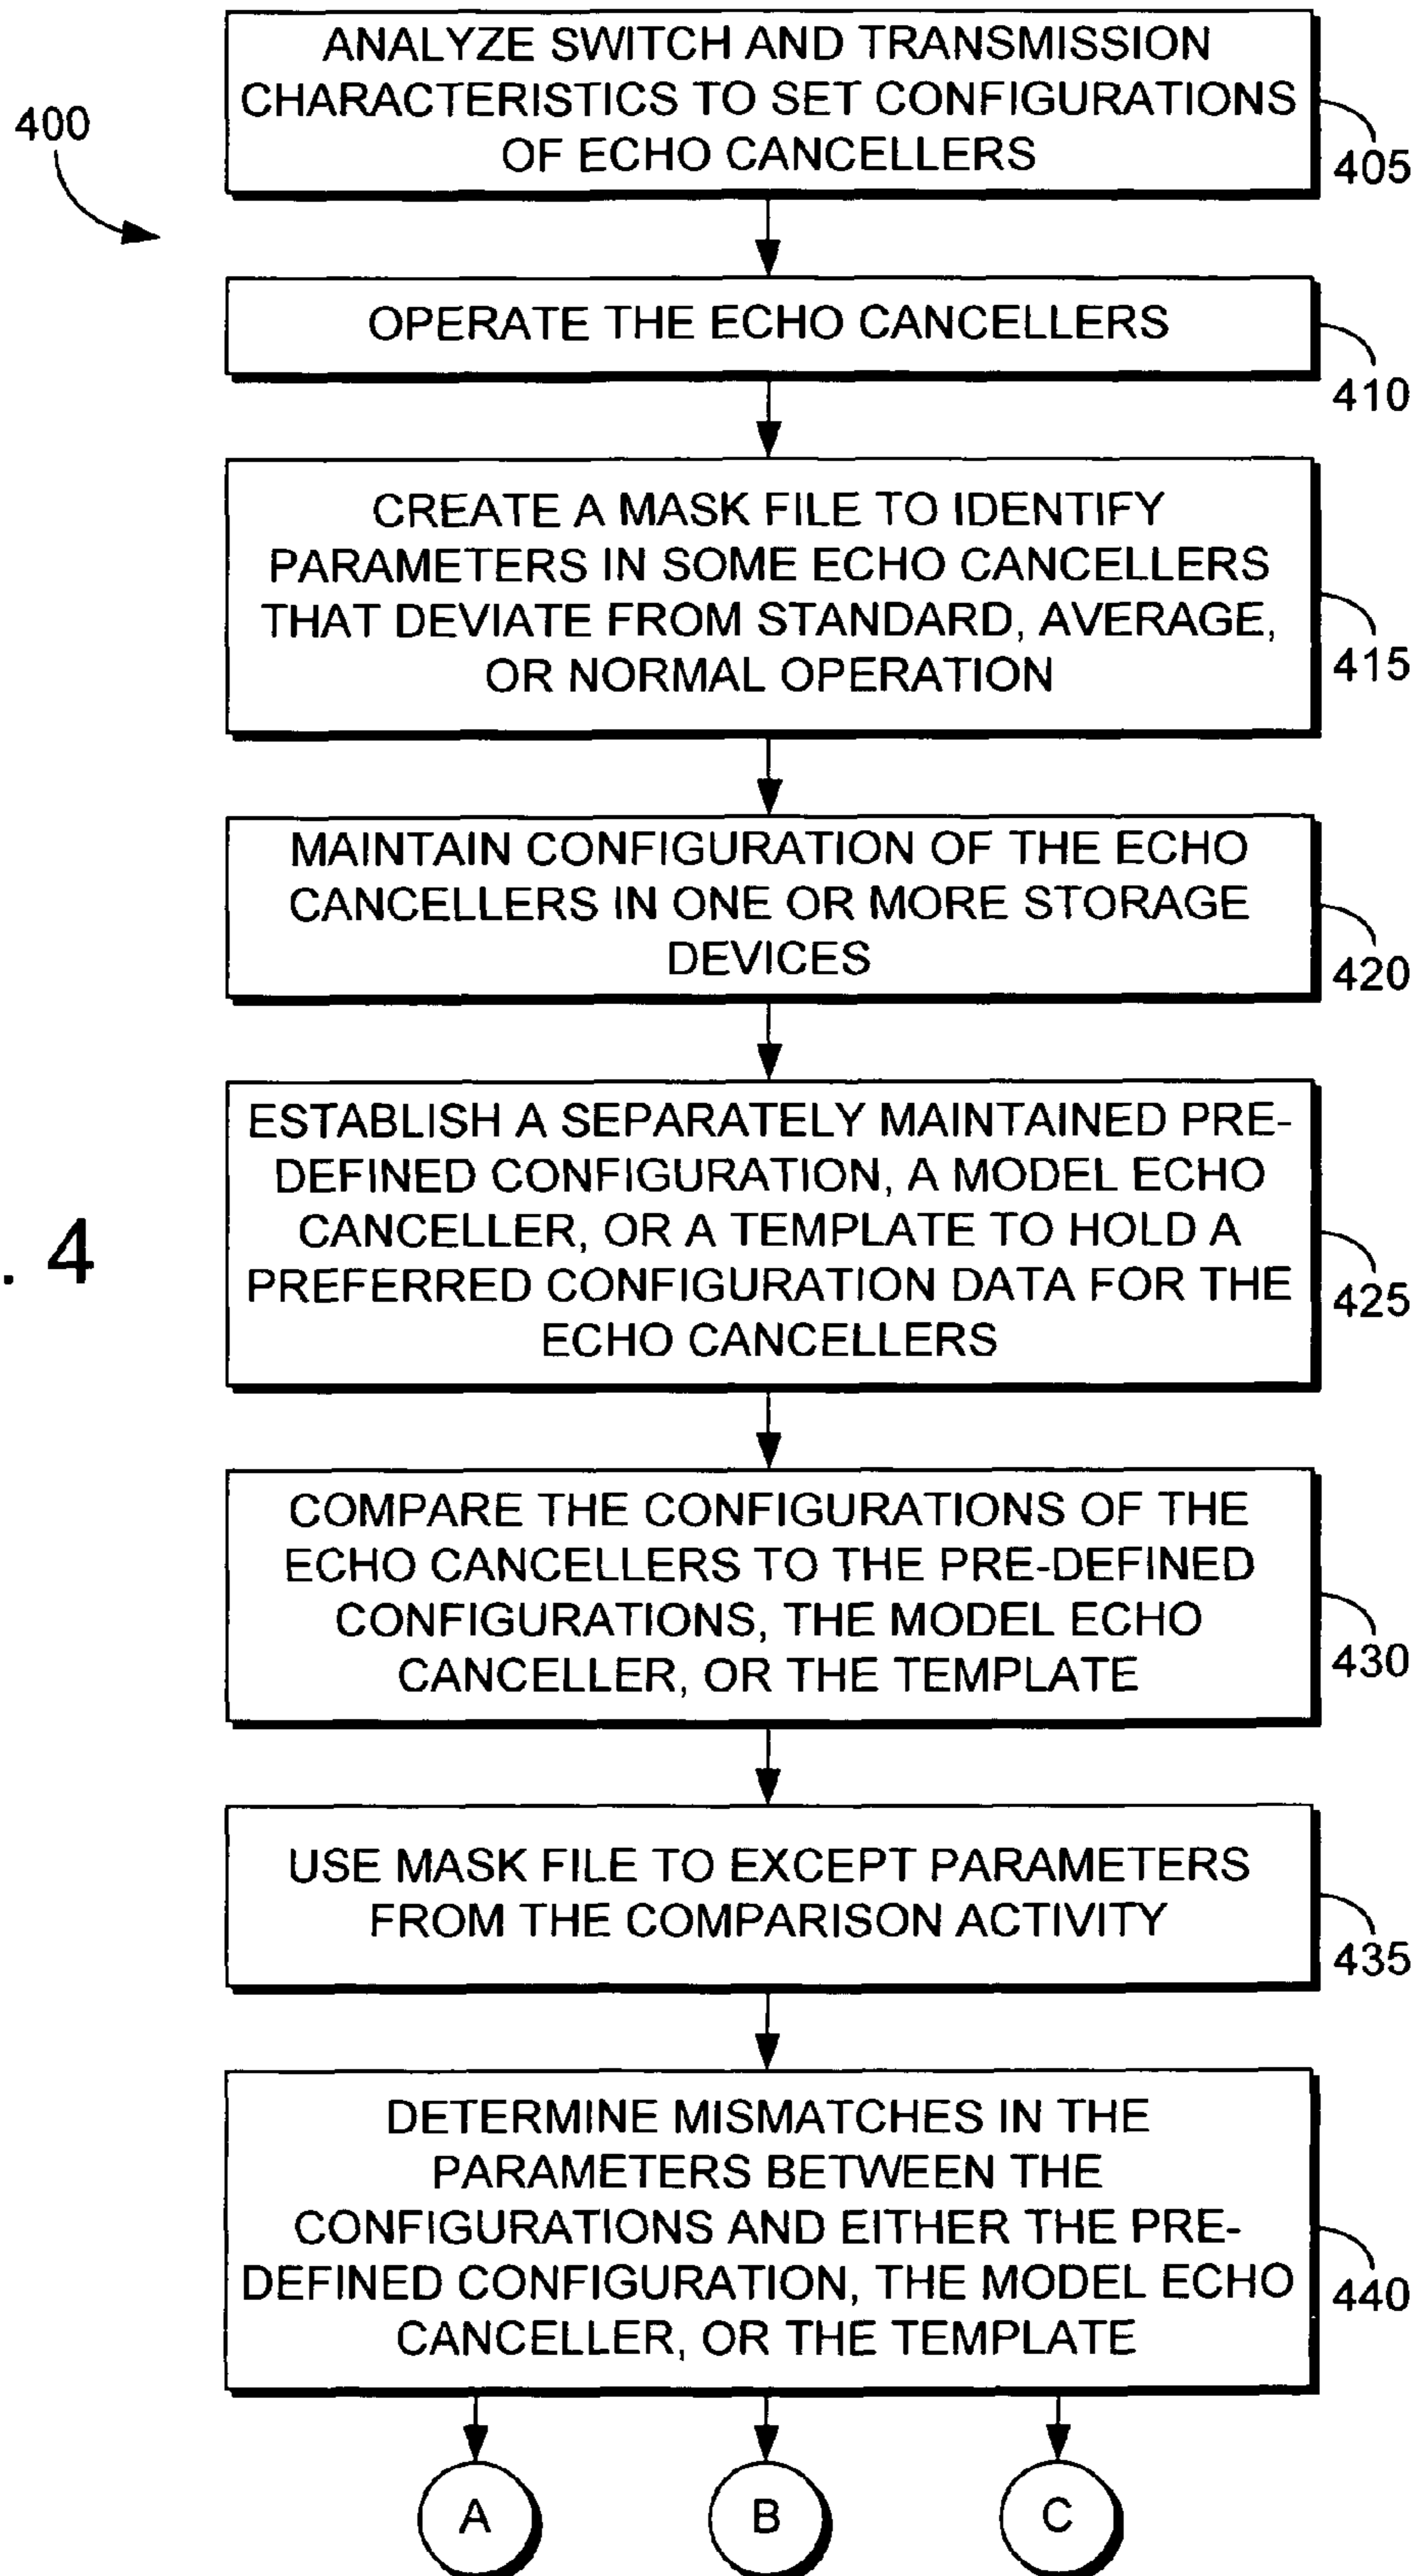 400
ANALYZE SWITCH AND TRANSMISSION
CHARACTERISTICS TO SET CONFIGURATIONS
OF ECHO CANCELLERS
405
OPERATE THE ECHO CANCELLERS
410
CREATE A MASK FILE TO IDENTIFY
PARAMETERS IN SOME ECHO CANCELLERS
THAT DEVIATE FROM STANDARD, AVERAGE,
OR NORMAL OPERATION
415
MAINTAIN CONFIGURATION OF THE ECHO
CANCELLERS IN ONE OR MORE STORAGE
DEVICES
420
. 4
ESTABLISH A SEPARATELY MAINTAINED PRE-
DEFINED CONFIGURATION, A MODEL ECHO
CANCELLER, OR A TEMPLATE TO HOLD A
PREFERRED CONFIGURATION DATA FOR THE
ECHO CANCELLERS
425
COMPARE THE CONFIGURATIONS OF THE
ECHO CANCELLERS TO THE PRE-DEFINED
CONFIGURATIONS, THE MODEL ECHO
CANCELLER, OR THE TEMPLATE
430
USE MASK FILE TO EXCEPT PARAMETERS
FROM THE COMPARISON ACTIVITY
435
DETERMINE MISMATCHES IN THE
PARAMETERS BETWEEN THE
CONFIGURATIONS AND EITHER THE PRE-
DEFINED CONFIGURATION, THE MODEL ECHO
CANCELLER, OR THE TEMPLATE
440
A B C